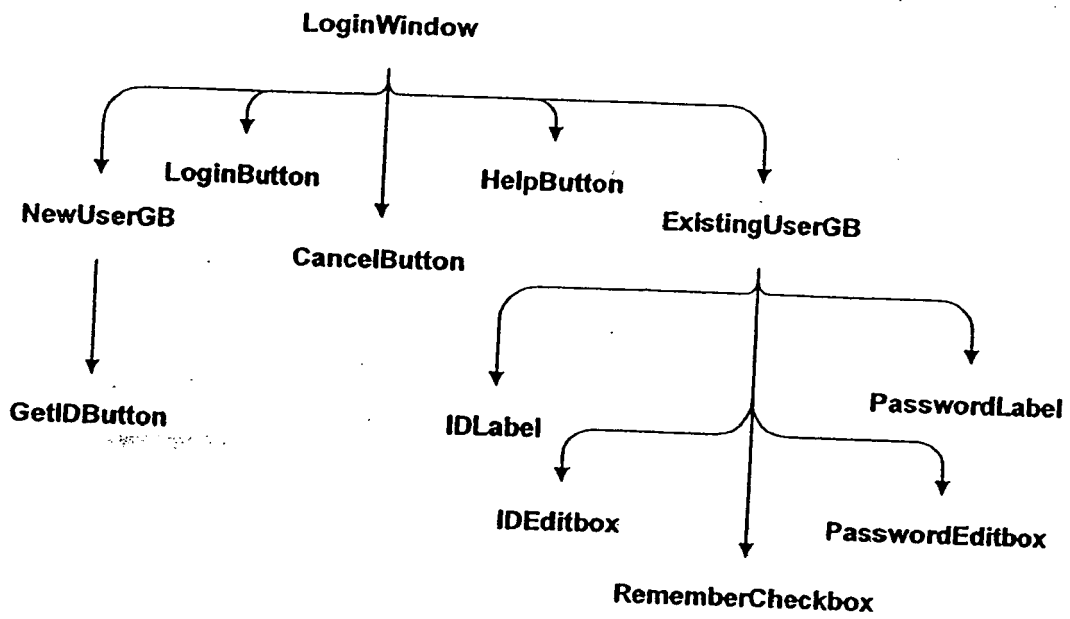 LoginWindow
LoginButton
HelpButton
NewUserGB
ExistingUserGB
CancelButton
GetIDButton
IDLabel
PasswordLabel
IDEditbox
PasswordEditbox
RememberCheckbox